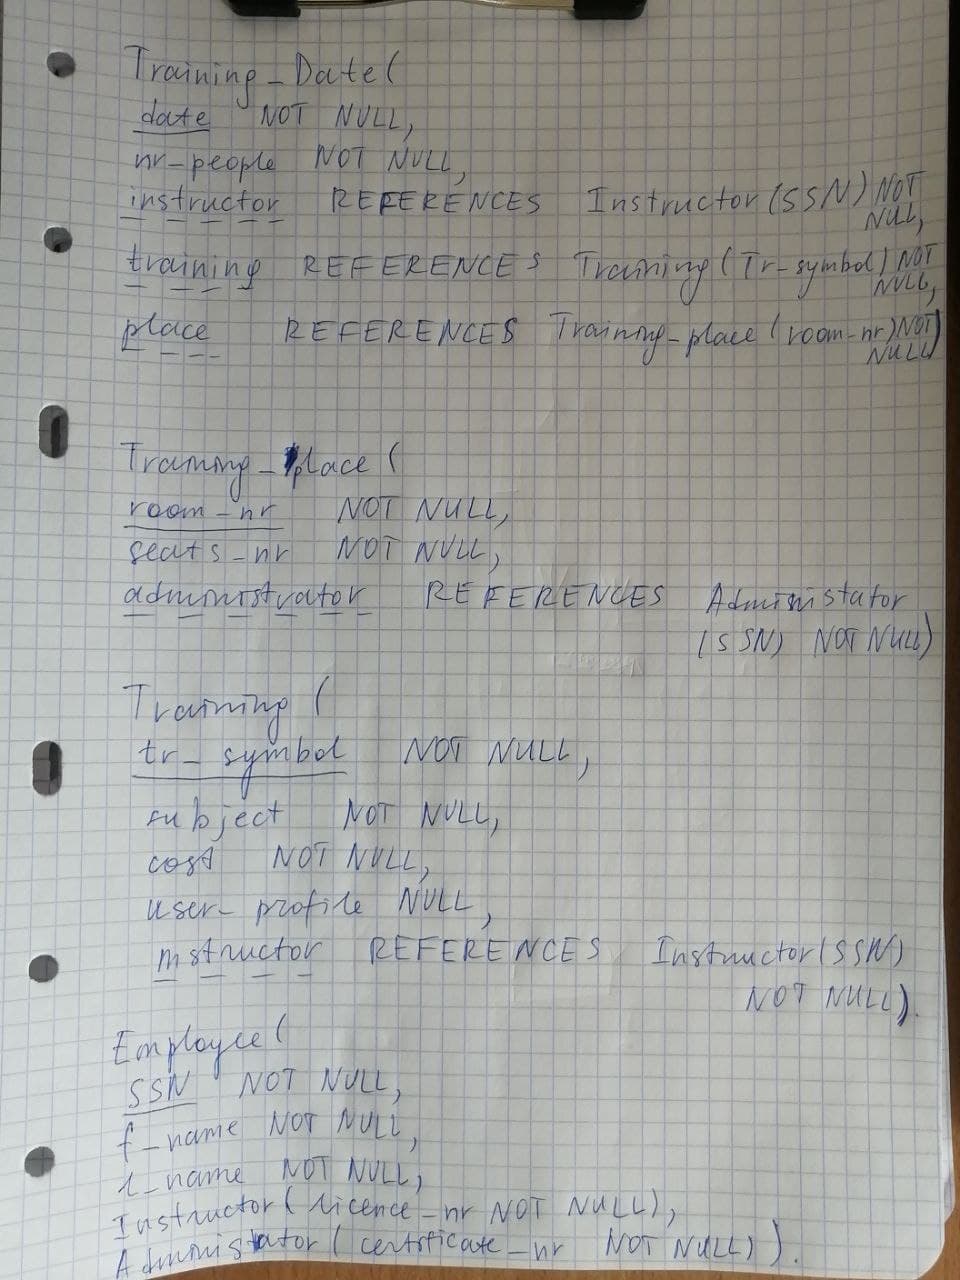 Training_Date(
date NOT NULL,
nr_people NOT NULL,
instructor REFERENCES Instructor(SSN) NOT
NULL,
training REFERENCES Training(Tr_symbol) NOT
NULL,
place REFERENCES Training_place(room_nr) NOT
NULL)
Training_place(
room_nr NOT NULL,
seats_nr NOT NULL,
administrator REFERENCES Administator
(SSN) NOT NULL)
Training(
tr_symbol NOT NULL,
subject NOT NULL,
cost NOT NULL,
user_profile NULL,
instructor REFERENCES Instructor(SSN)
NOT NULL).
Employee(
SSN NOT NULL,
f_name NOT NULL,
l_name NOT NULL,
Instructor(licence_nr NOT NULL),
Administator(certificate_nr NOT NULL)).